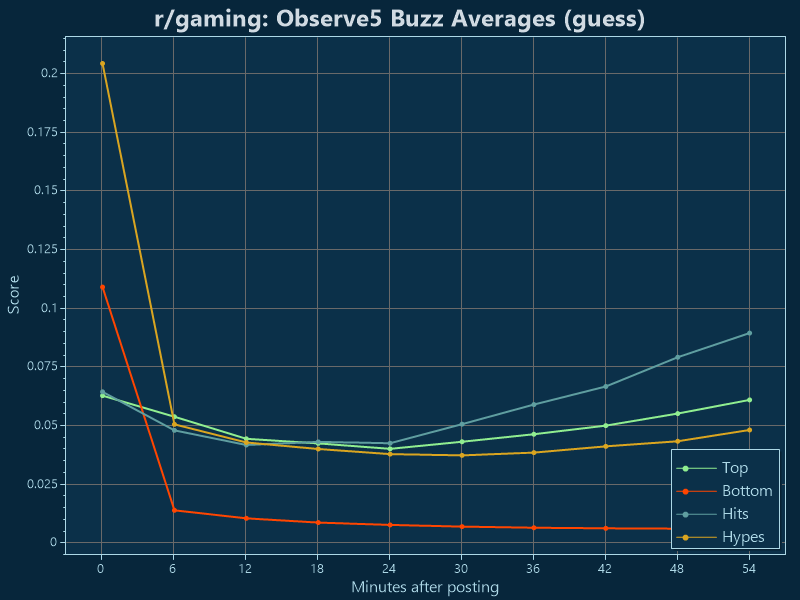 r/gaming: Observe5 Buzz Averages (guess)
0.2
0.175
0.15
0.125
0.1
0.075
0.05
0.025
0
Score
0 6 12 18 24 30 36 42 48 54
Minutes after posting
Top
Bottom
Hits
Hypes